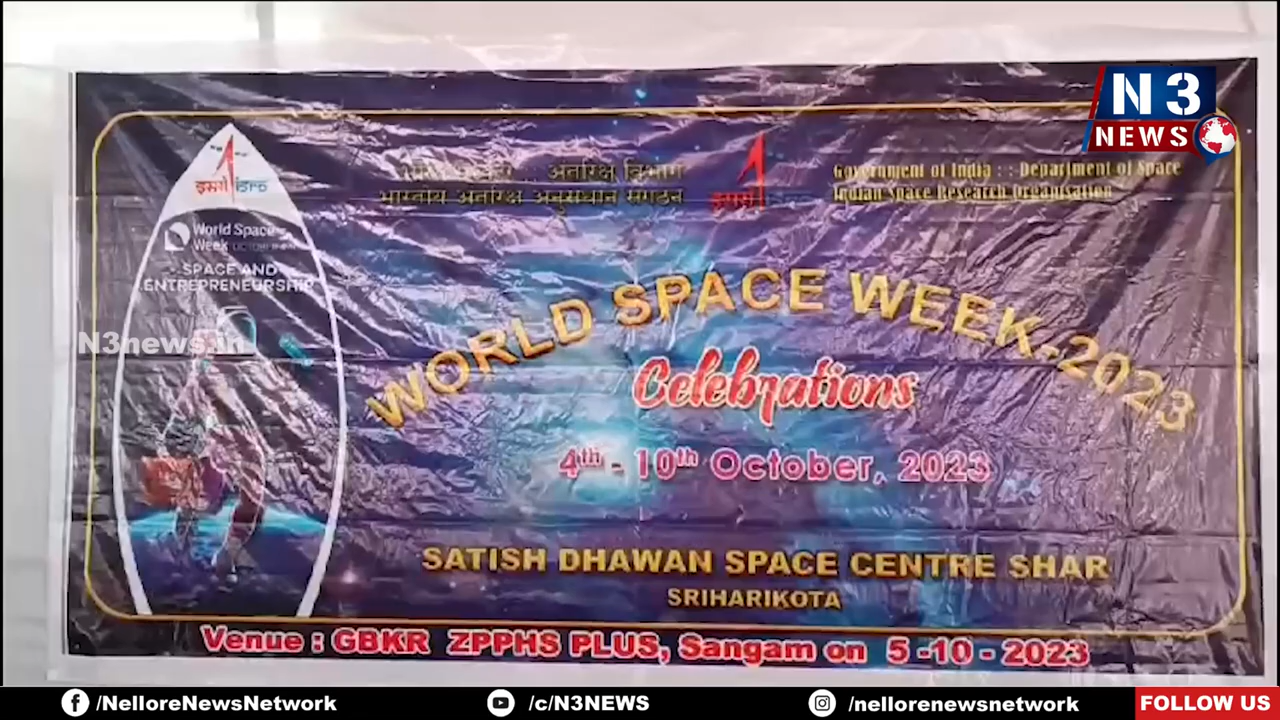 N3
NEWS
इसरो isro
अंतरिक्ष विभाग
भारतीय अंतरिक्ष अनुसंधान संगठन
इसरो
Government of India : : Department of Space
Indian Space Research Organisation
World Space
Week
SPACE AND
ENTREPRENEURSHIP
N3news.in
WORLD SPACE WEEK-2023
Celebrations
4th - 10th October, 2023
SATISH DHAWAN SPACE CENTRE SHAR
SRIHARIKOTA
Venue : GBKR ZPPHS PLUS, Sangam on 5 -10 - 2023
/NelloreNewsNetwork
/c/N3NEWS
/nellorenewsnetwork
FOLLOW US